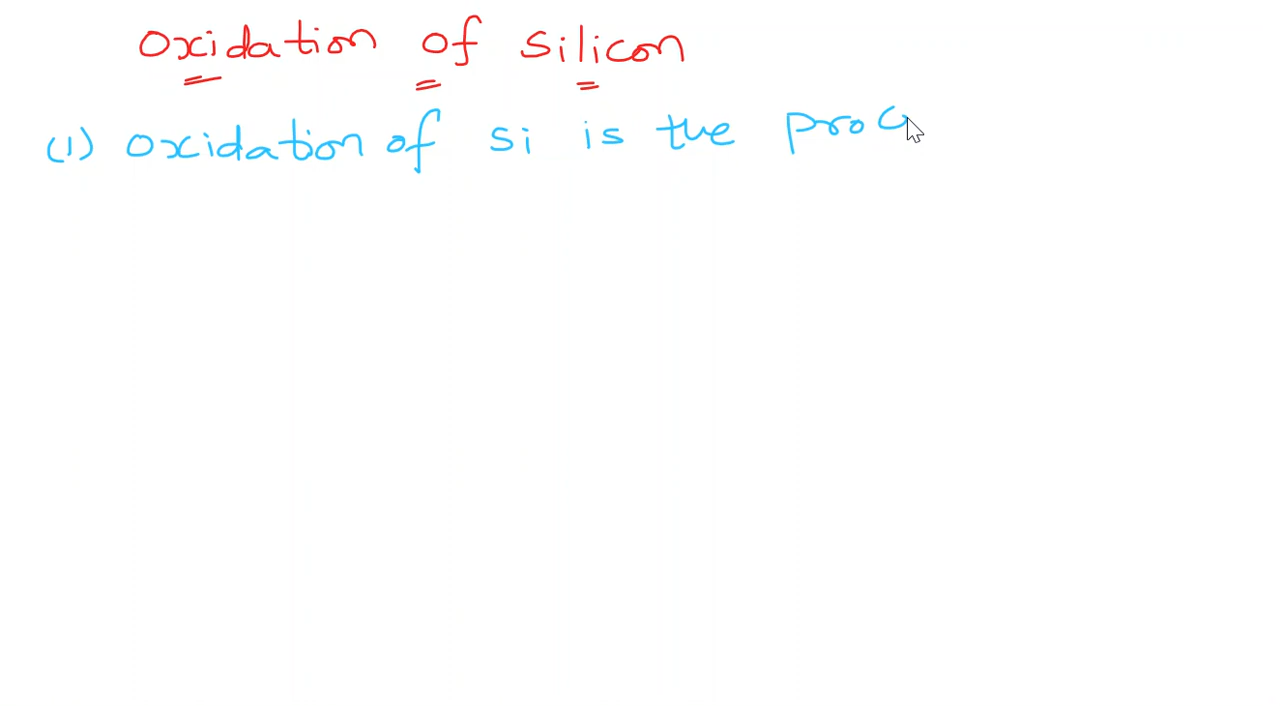 oxidation of silicon
(1) oxidation of si is the proc